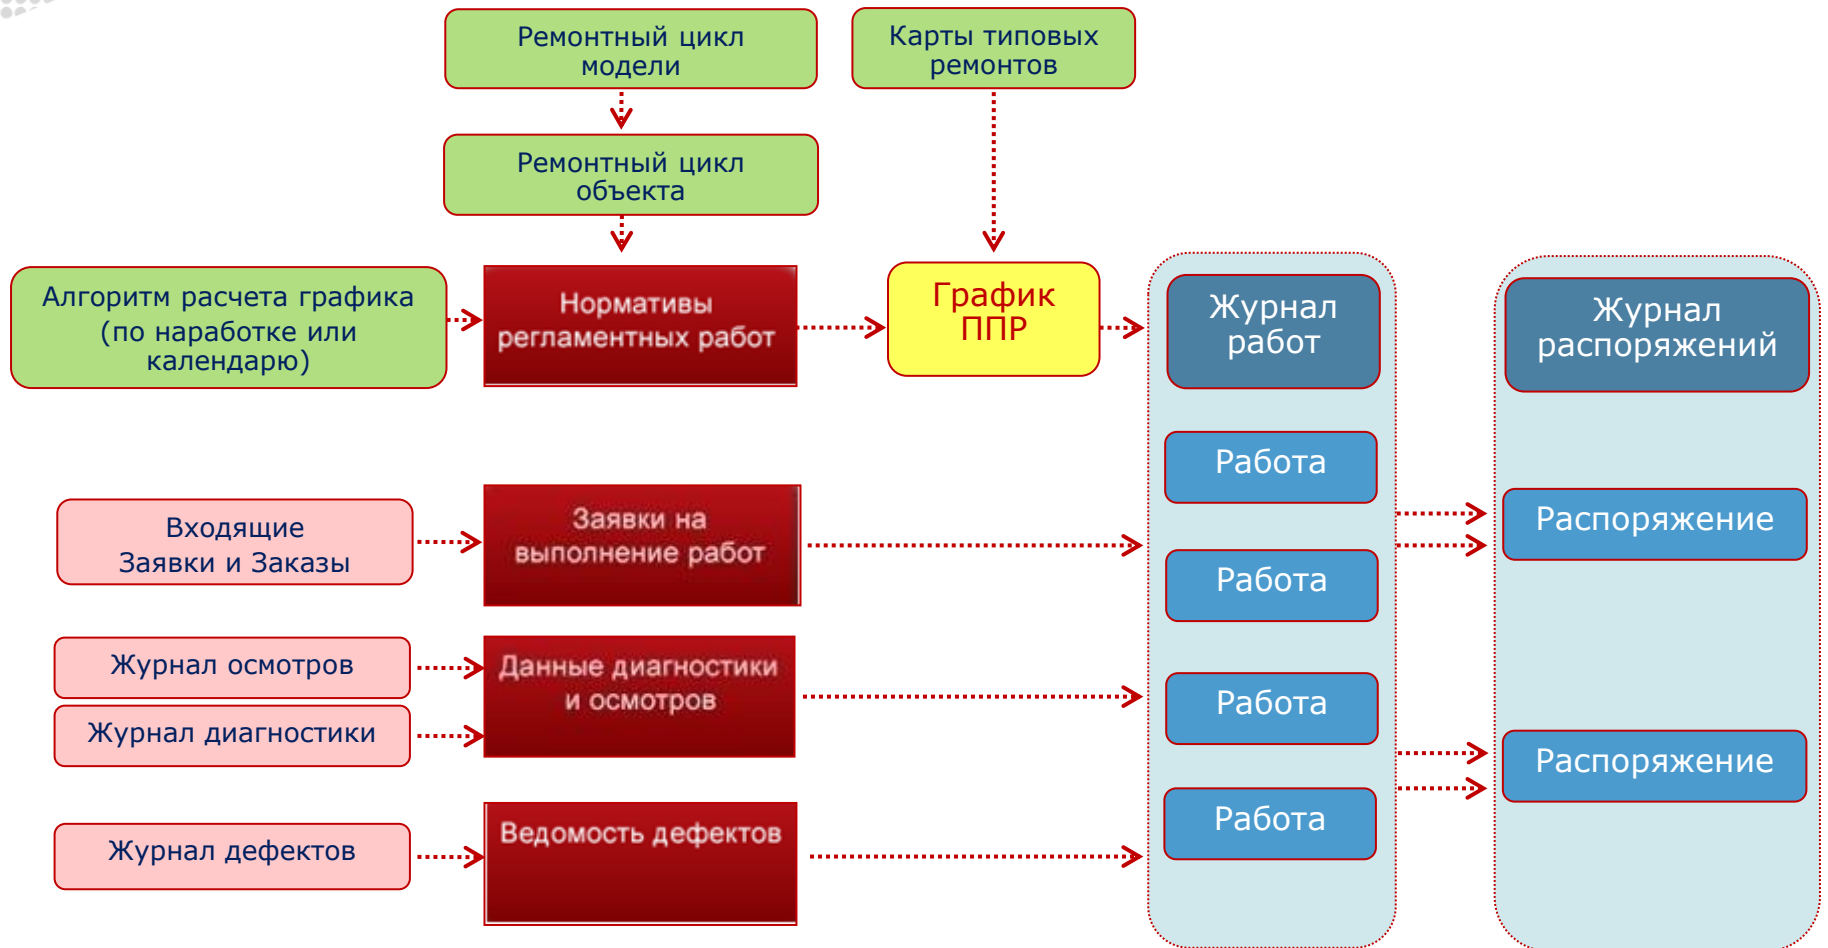 Ремонтный цикл
модели
Карты типовых
ремонтов
Ремонтный цикл
объекта
Алгоритм расчета графика
(по наработке или
календарю)
Нормативы
регламентных работ
График
ППР
Журнал
работ
Журнал
распоряжений
Работа
Входящие
Заявки и Заказы
Заявки на
выполнение работ
Распоряжение
Работа
Журнал осмотров
Журнал диагностики
Данные диагностики
и осмотров
Работа
Распоряжение
Журнал дефектов
Ведомость дефектов
Работа